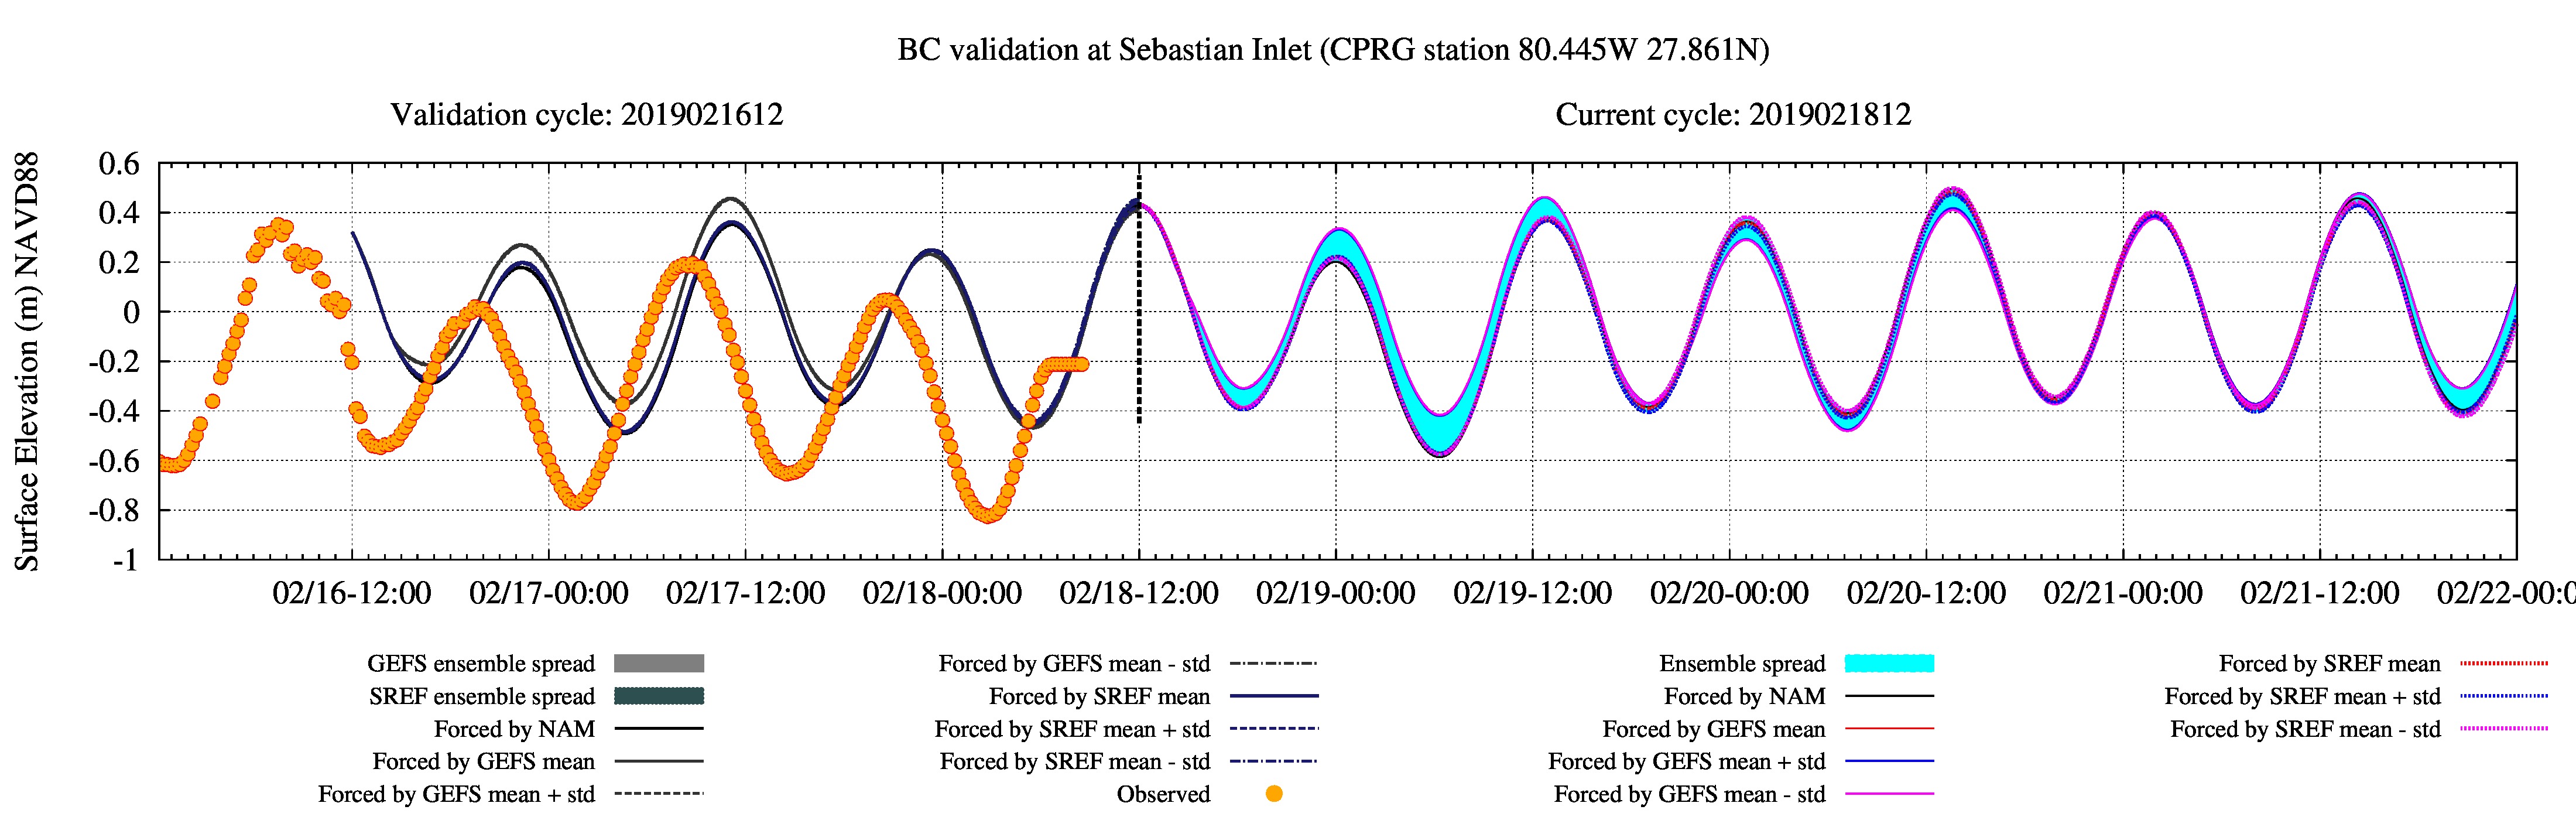 BC validation at Sebastian Inlet (CPRG station 80.445W 27.861N)
Validation cycle: 2019021612
Current cycle: 2019021812
Surface Elevation (m) NAVD88
0.6
0.4
0.2
0
-0.2
-0.4
-0.6
-0.8
-1
02/16-12:00 02/17-00:00 02/17-12:00 02/18-00:00 02/18-12:00 02/19-00:00 02/19-12:00 02/20-00:00 02/20-12:00 02/21-00:00 02/21-12:00 02/22-00:0
GEFS ensemble spread
SREF ensemble spread
Forced by NAM
Forced by GEFS mean
Forced by GEFS mean + std
Forced by GEFS mean - std
Forced by SREF mean
Forced by SREF mean + std
Forced by SREF mean - std
Observed
Ensemble spread
Forced by NAM
Forced by GEFS mean
Forced by GEFS mean + std
Forced by GEFS mean - std
Forced by SREF mean
Forced by SREF mean + std
Forced by SREF mean - std